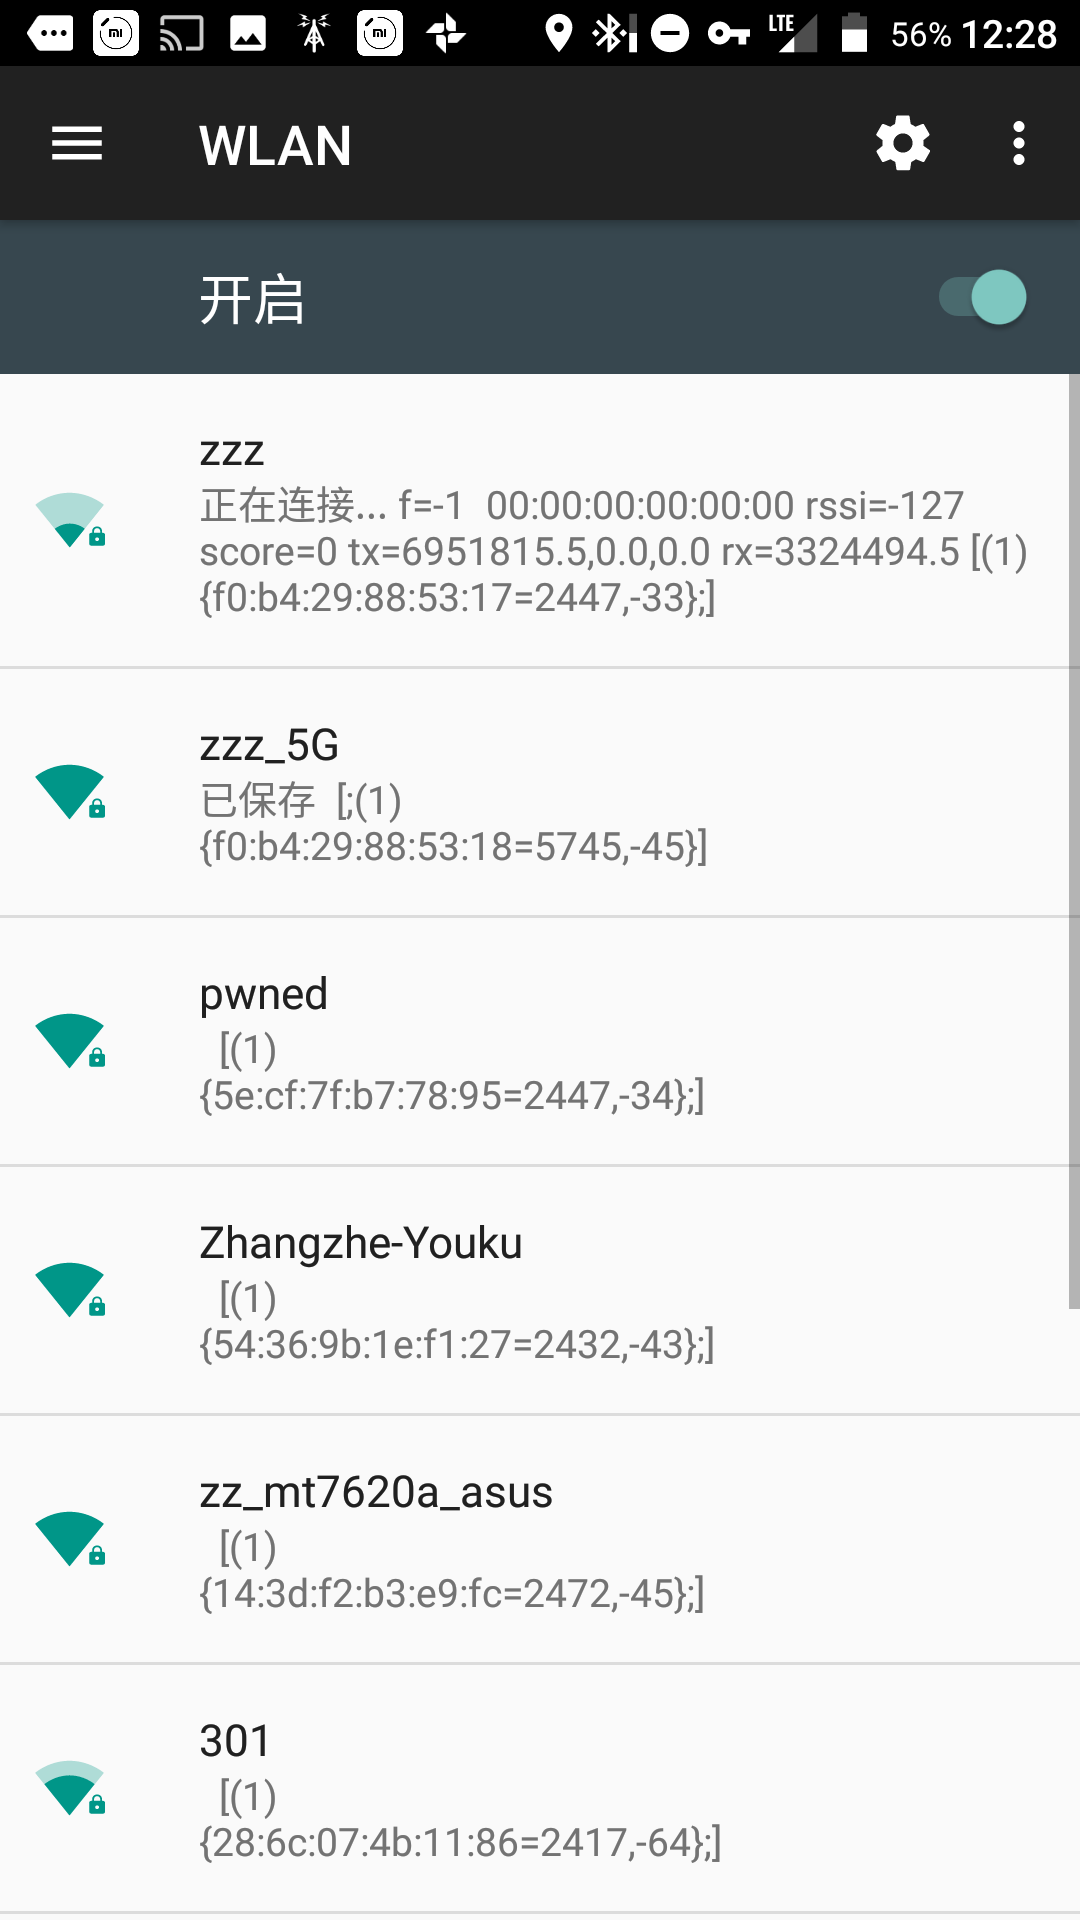 LTE 56% 12:28
WLAN
开启
zzz
正在连接... f=-1 00:00:00:00:00:00 rssi=-127
score=0 tx=6951815.5,0.0,0.0 rx=3324494.5 [(1)
{f0:b4:29:88:53:17=2447,-33};]
zzz_5G
已保存 [;(1)
{f0:b4:29:88:53:18=5745,-45}]
pwned
[(1)
{5e:cf:7f:b7:78:95=2447,-34};]
Zhangzhe-Youku
[(1)
{54:36:9b:1e:f1:27=2432,-43};]
zz_mt7620a_asus
[(1)
{14:3d:f2:b3:e9:fc=2472,-45};]
301
[(1)
{28:6c:07:4b:11:86=2417,-64};]